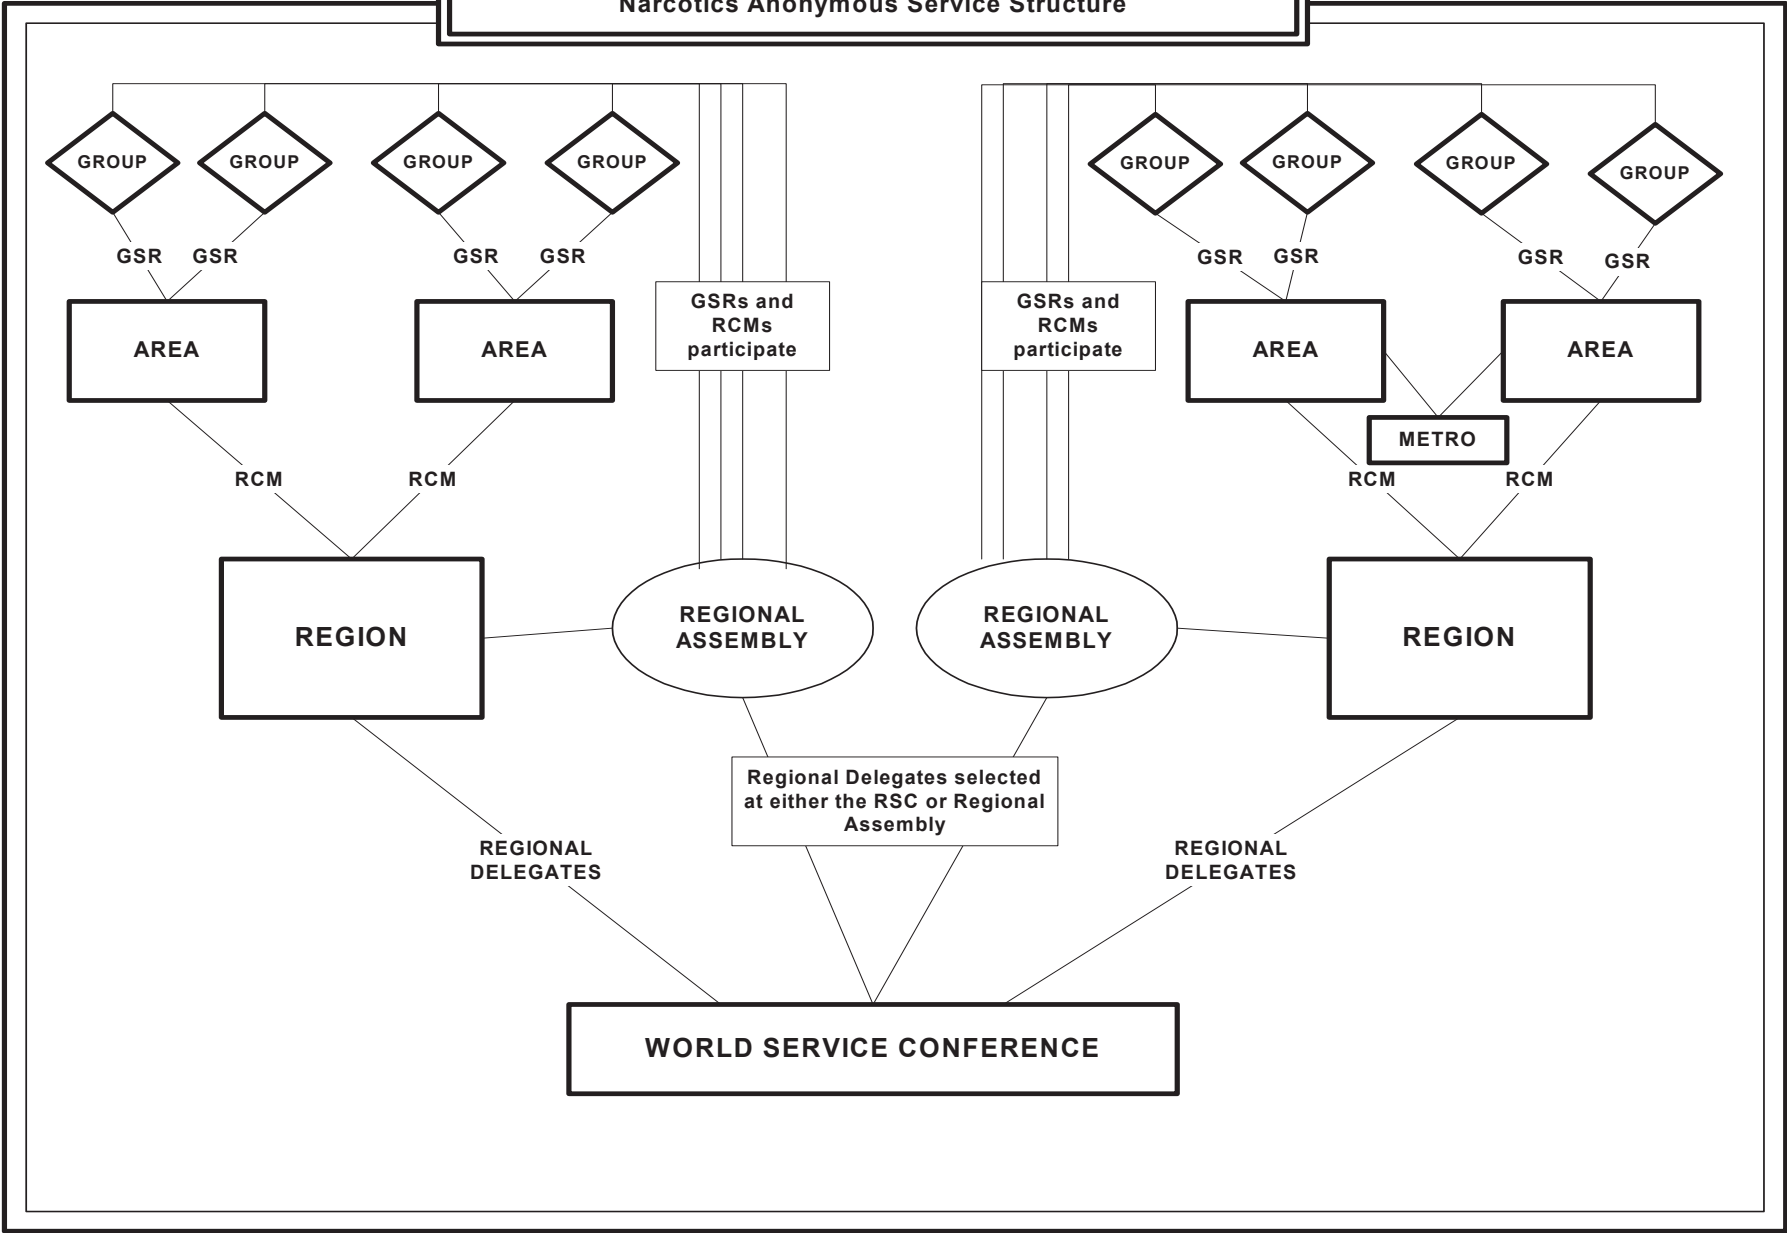 Narcotics Anonymous Service Structure
GROUP
GROUP
GROUP
GROUP
GROUP
GROUP
GROUP
GROUP
GSR
GSR
GSR
GSR
GSR
GSR
GSR
GSR
GSRs and
RCMs
participate
GSRs and
RCMs
participate
AREA
AREA
AREA
AREA
METRO
RCM
RCM
RCM
RCM
REGION
REGIONAL
ASSEMBLY
REGIONAL
ASSEMBLY
REGION
Regional Delegates selected
at either the RSC or Regional
Assembly
REGIONAL
DELEGATES
REGIONAL
DELEGATES
WORLD SERVICE CONFERENCE